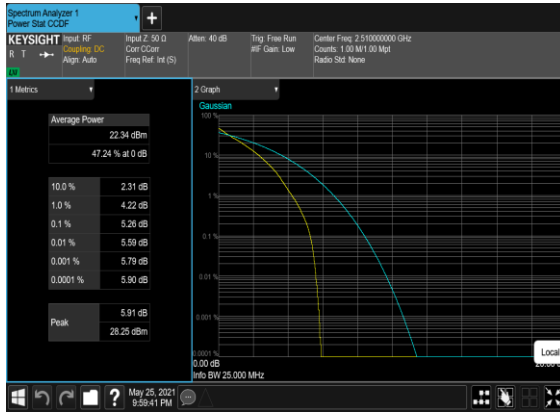 Spectrum Analyzer 1
Power Stat CCDF
KEYSIGHT
R T
LXI
Input: RF
Coupling: DC
Align: Auto
Input Z: 50 Ω
Corr CCorr
Freq Ref: Int (S)
Atten: 40 dB
Trig: Free Run
#IF Gain: Low
Center Freq: 2.510000000 GHz
Counts: 1.00 M/1.00 Mpt
Radio Std: None
1 Metrics
Average Power
22.34 dBm
47.24 % at 0 dB
10.0 % 2.31 dB
1.0 % 4.22 dB
0.1 % 5.26 dB
0.01 % 5.59 dB
0.001 % 5.79 dB
0.0001 % 5.90 dB
Peak
5.91 dB
28.25 dBm
2 Graph
Gaussian
100 %
10 %
1 %
0.1 %
0.01 %
0.001 %
0.0001 %
0.00 dB
Info BW 25.000 MHz
Local
?
May 25, 2021
9:59:41 PM